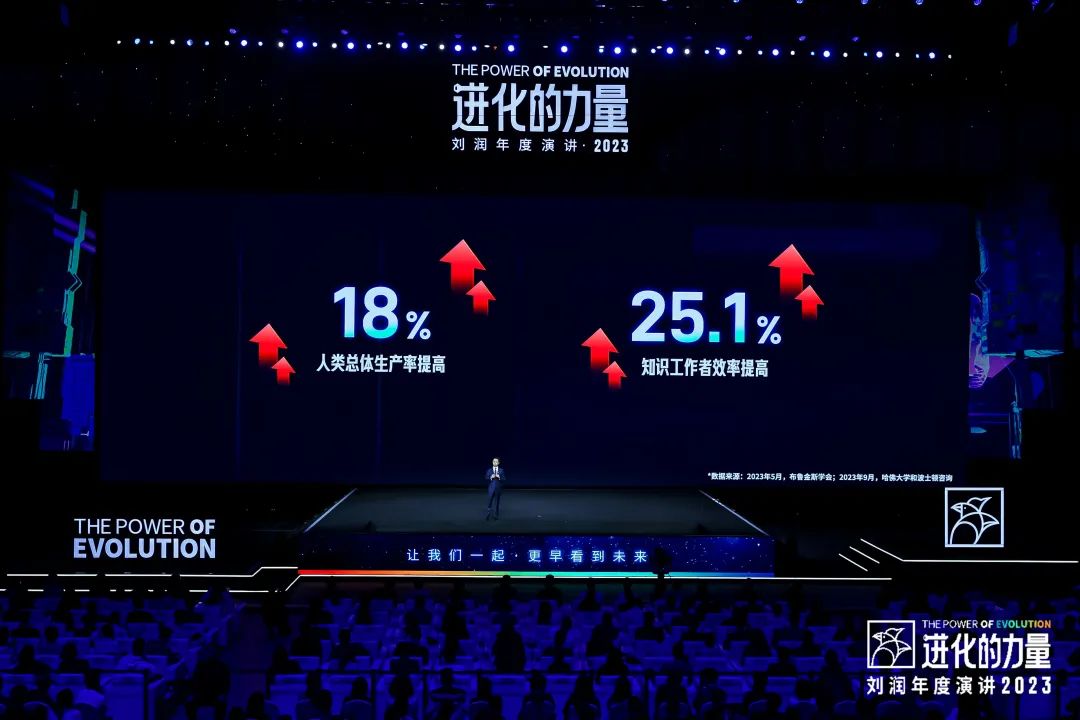 THE POWER OF EVOLUTION
进化的力量
刘润年度演讲·2023
18%
人类总体生产率提高
25.1%
知识工作者效率提高
*数据来源：2023年5月，布鲁金斯学会；2023年9月，哈佛大学和波士顿咨询
THE POWER OF
EVOLUTION
让我们一起·更早看到未来
THE POWER OF EVOLUTION
进化的力量
刘润年度演讲2023